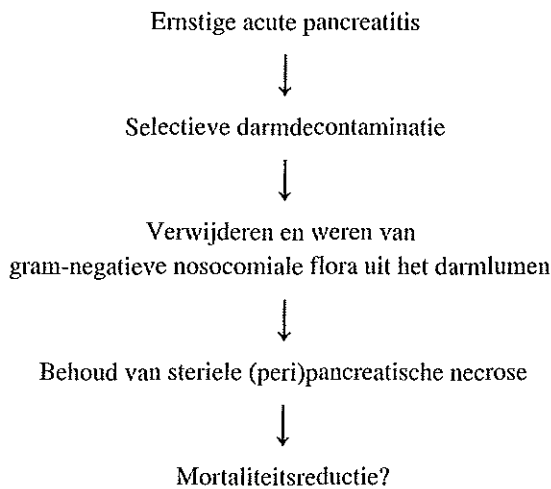 Ernstige acute pancreatitis
Selectieve darmdecontaminatie
Verwijderen en weren van
gram-negatieve nosocomiale flora uit het darmlumen
Behoud van steriele (peri)pancreatische necrose
Mortaliteitsreductie?